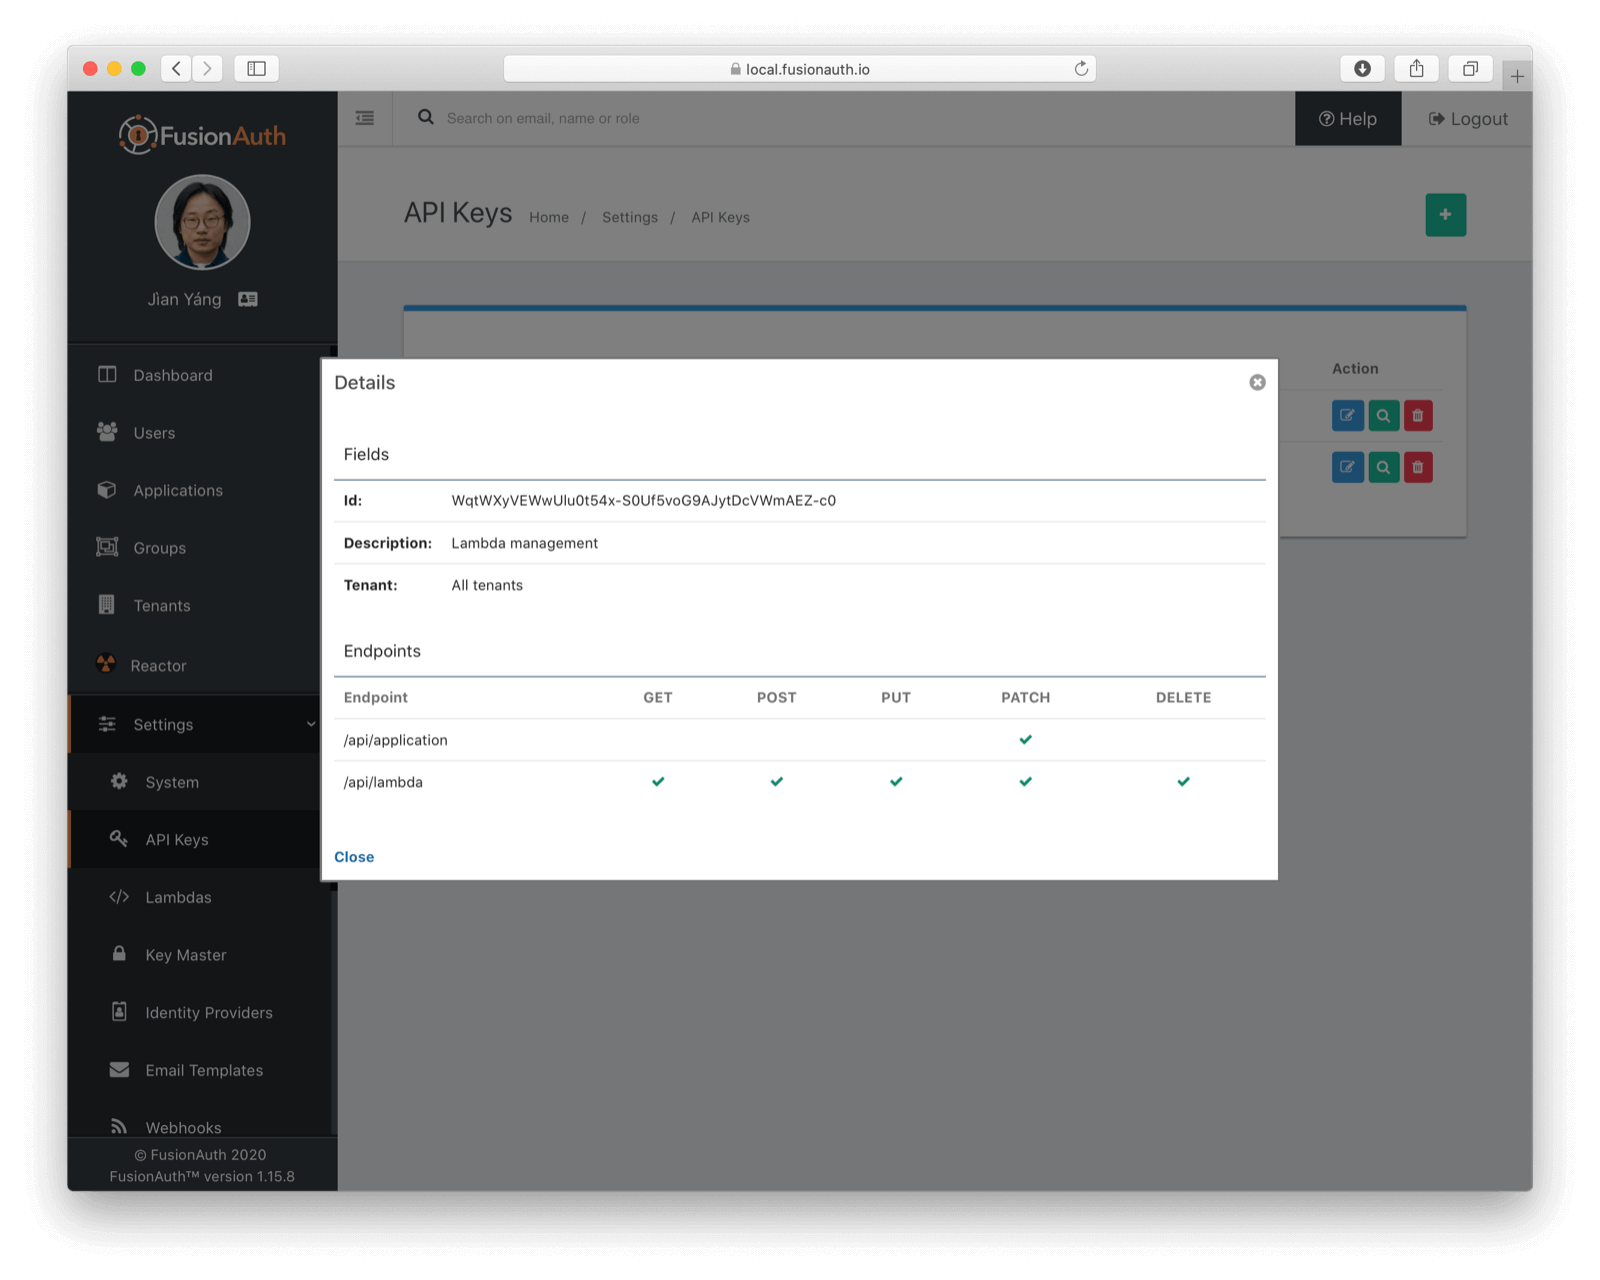 local.fusionauth.io
FusionAuth
Search on email, name or role
Help
Logout
Jìan Yáng
API Keys
Home / Settings / API Keys
Dashboard
Users
Applications
Groups
Tenants
Reactor
Settings
System
API Keys
Lambdas
Key Master
Identity Providers
Email Templates
Webhooks
© FusionAuth 2020
FusionAuth™ version 1.15.8
Action
Details
Fields
Id: WqtWXyVEWwUlu0t54x-S0Uf5voG9AJytDcVWmAEZ-c0
Description: Lambda management
Tenant: All tenants
Endpoints
Endpoint GET POST PUT PATCH DELETE
/api/application
/api/lambda
Close